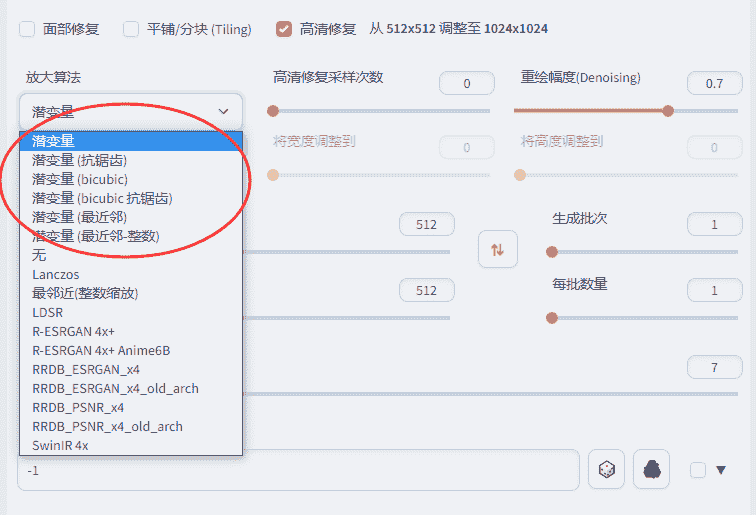 面部修复 平铺/分块 (Tiling) 高清修复 从 512x512 调整至 1024x1024
放大算法 高清修复采样次数 0 重绘幅度(Denoising) 0.7
潜变量
潜变量
潜变量 (抗锯齿)
潜变量 (bicubic)
潜变量 (bicubic 抗锯齿)
潜变量 (最近邻)
潜变量 (最近邻-整数)
无
Lanczos
最邻近(整数缩放)
LDSR
R-ESRGAN 4x+
R-ESRGAN 4x+ Anime6B
RRDB_ESRGAN_x4
RRDB_ESRGAN_x4_old_arch
RRDB_PSNR_x4
RRDB_PSNR_x4_old_arch
SwinIR 4x
将宽度调整到 0 将高度调整到 0
512 生成批次 1
512 每批数量 1
7
-1